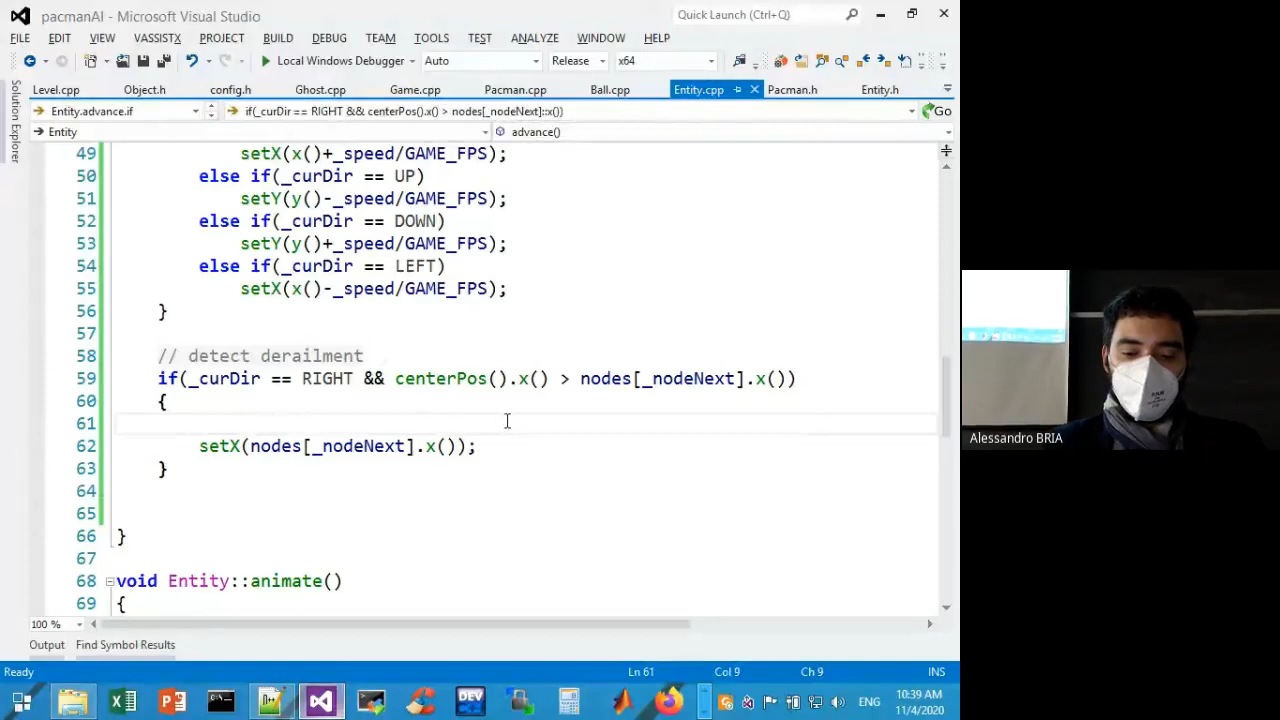 pacmanAI - Microsoft Visual Studio
Quick Launch (Ctrl+Q)
FILE EDIT VIEW VASSISTX PROJECT BUILD DEBUG TEAM TOOLS TEST ANALYZE WINDOW HELP
Local Windows Debugger Auto Release x64
Level.cpp Object.h config.h Ghost.cpp Game.cpp Pacman.cpp Ball.cpp Entity.cpp Pacman.h Entity.h
Solution Explorer
Entity.advance.if if(_curDir == RIGHT && centerPos().x() > nodes[_nodeNext]::x()) Go
Entity advance()
49 setX(x()+_speed/GAME_FPS);
50 else if(_curDir == UP)
51 setY(y()-_speed/GAME_FPS);
52 else if(_curDir == DOWN)
53 setY(y()+_speed/GAME_FPS);
54 else if(_curDir == LEFT)
55 setX(x()-_speed/GAME_FPS);
56 }
57
58 // detect derailment
59 if(_curDir == RIGHT && centerPos().x() > nodes[_nodeNext].x())
60 {
61
62 setX(nodes[_nodeNext].x());
63 }
64
65
66 }
67
68 void Entity::animate()
69 {
100 %
Output Find Symbol Results
Ready Ln 61 Col 9 Ch 9 INS
DEV
ENG
10:39 AM
11/4/2020
Alessandro BRIA